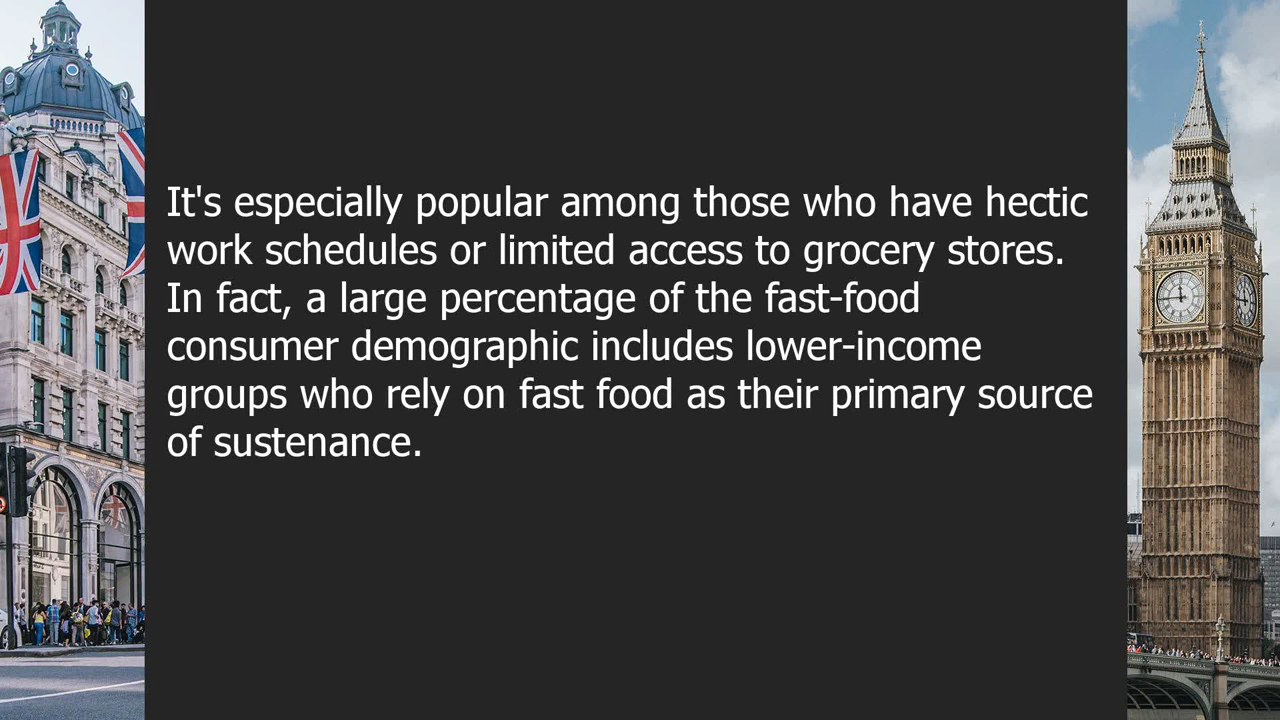 It's especially popular among those who have hectic
work schedules or limited access to grocery stores.
In fact, a large percentage of the fast-food
consumer demographic includes lower-income
groups who rely on fast food as their primary source
of sustenance.